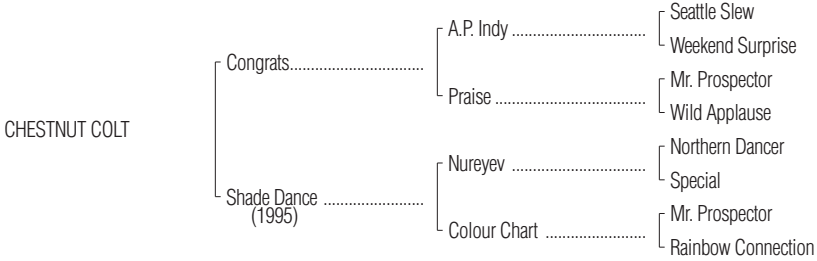 Seattle Slew
A.P. Indy ................................
Weekend Surprise
Congrats................................
Mr. Prospector
Praise ....................................
Wild Applause
CHESTNUT COLT
Northern Dancer
Nureyev ................................
Special
Shade Dance ........................
(1995)
Mr. Prospector
Colour Chart ........................
Rainbow Connection